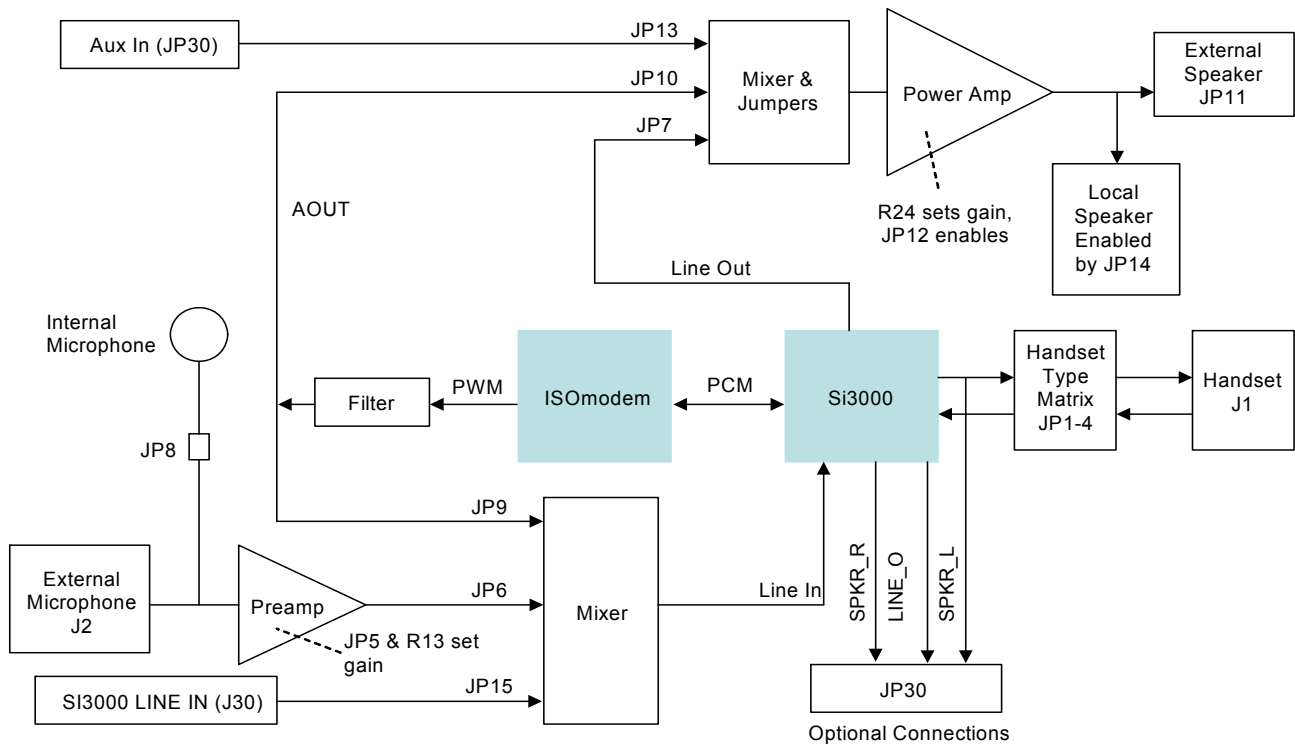 Aux In (JP30)
JP13
JP10
JP7
Mixer &
Jumpers
Power Amp
External
Speaker
JP11
R24 sets gain,
JP12 enables
Local
Speaker
Enabled
by JP14
AOUT
Line Out
Internal
Microphone
JP8
Filter
PWM
ISOmodem
PCM
Si3000
Handset
Type
Matrix
JP1-4
Handset
J1
JP9
JP6
JP15
External
Microphone
J2
Preamp
JP5 & R13 set
gain
SI3000 LINE IN (J30)
Mixer
Line In
SPKR_R
LINE_O
SPKR_L
JP30
Optional Connections